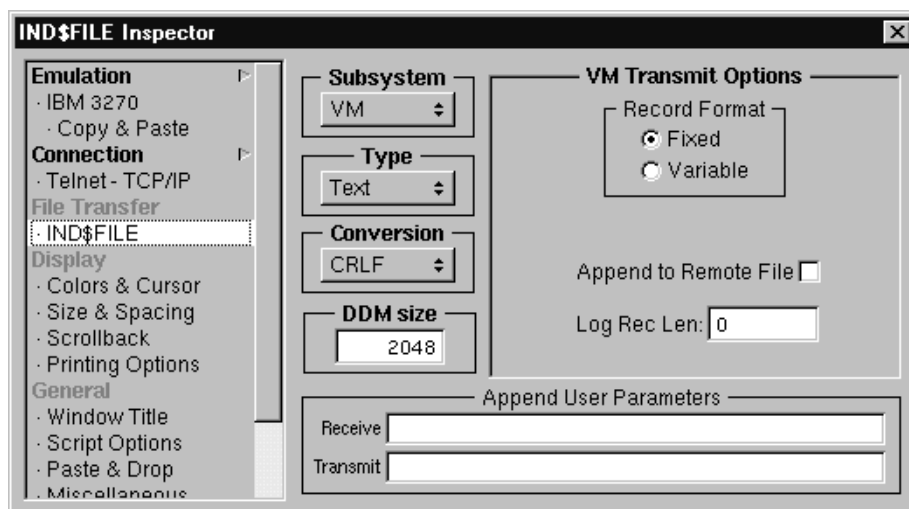 IND$FILE Inspector
Emulation
· IBM 3270
· Copy & Paste
Connection
· Telnet - TCP/IP
File Transfer
· IND$FILE
Display
· Colors & Cursor
· Size & Spacing
· Scrollback
· Printing Options
General
· Window Title
· Script Options
· Paste & Drop
· Miscellaneous
Subsystem
VM
Type
Text
Conversion
CRLF
DDM size
2048
VM Transmit Options
Record Format
Fixed
Variable
Append to Remote File
Log Rec Len: 0
Append User Parameters
Receive
Transmit